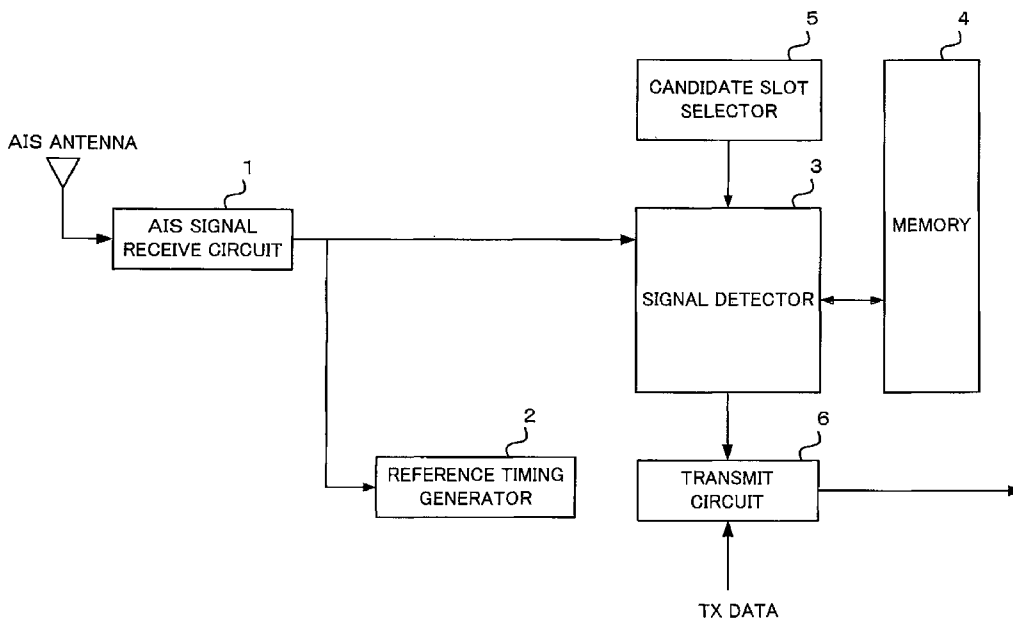 5
4
CANDIDATE SLOT
SELECTOR
AIS ANTENNA
1
3
AIS SIGNAL
RECEIVE CIRCUIT
MEMORY
SIGNAL DETECTOR
2
6
REFERENCE TIMING
GENERATOR
TRANSMIT
CIRCUIT
TX DATA